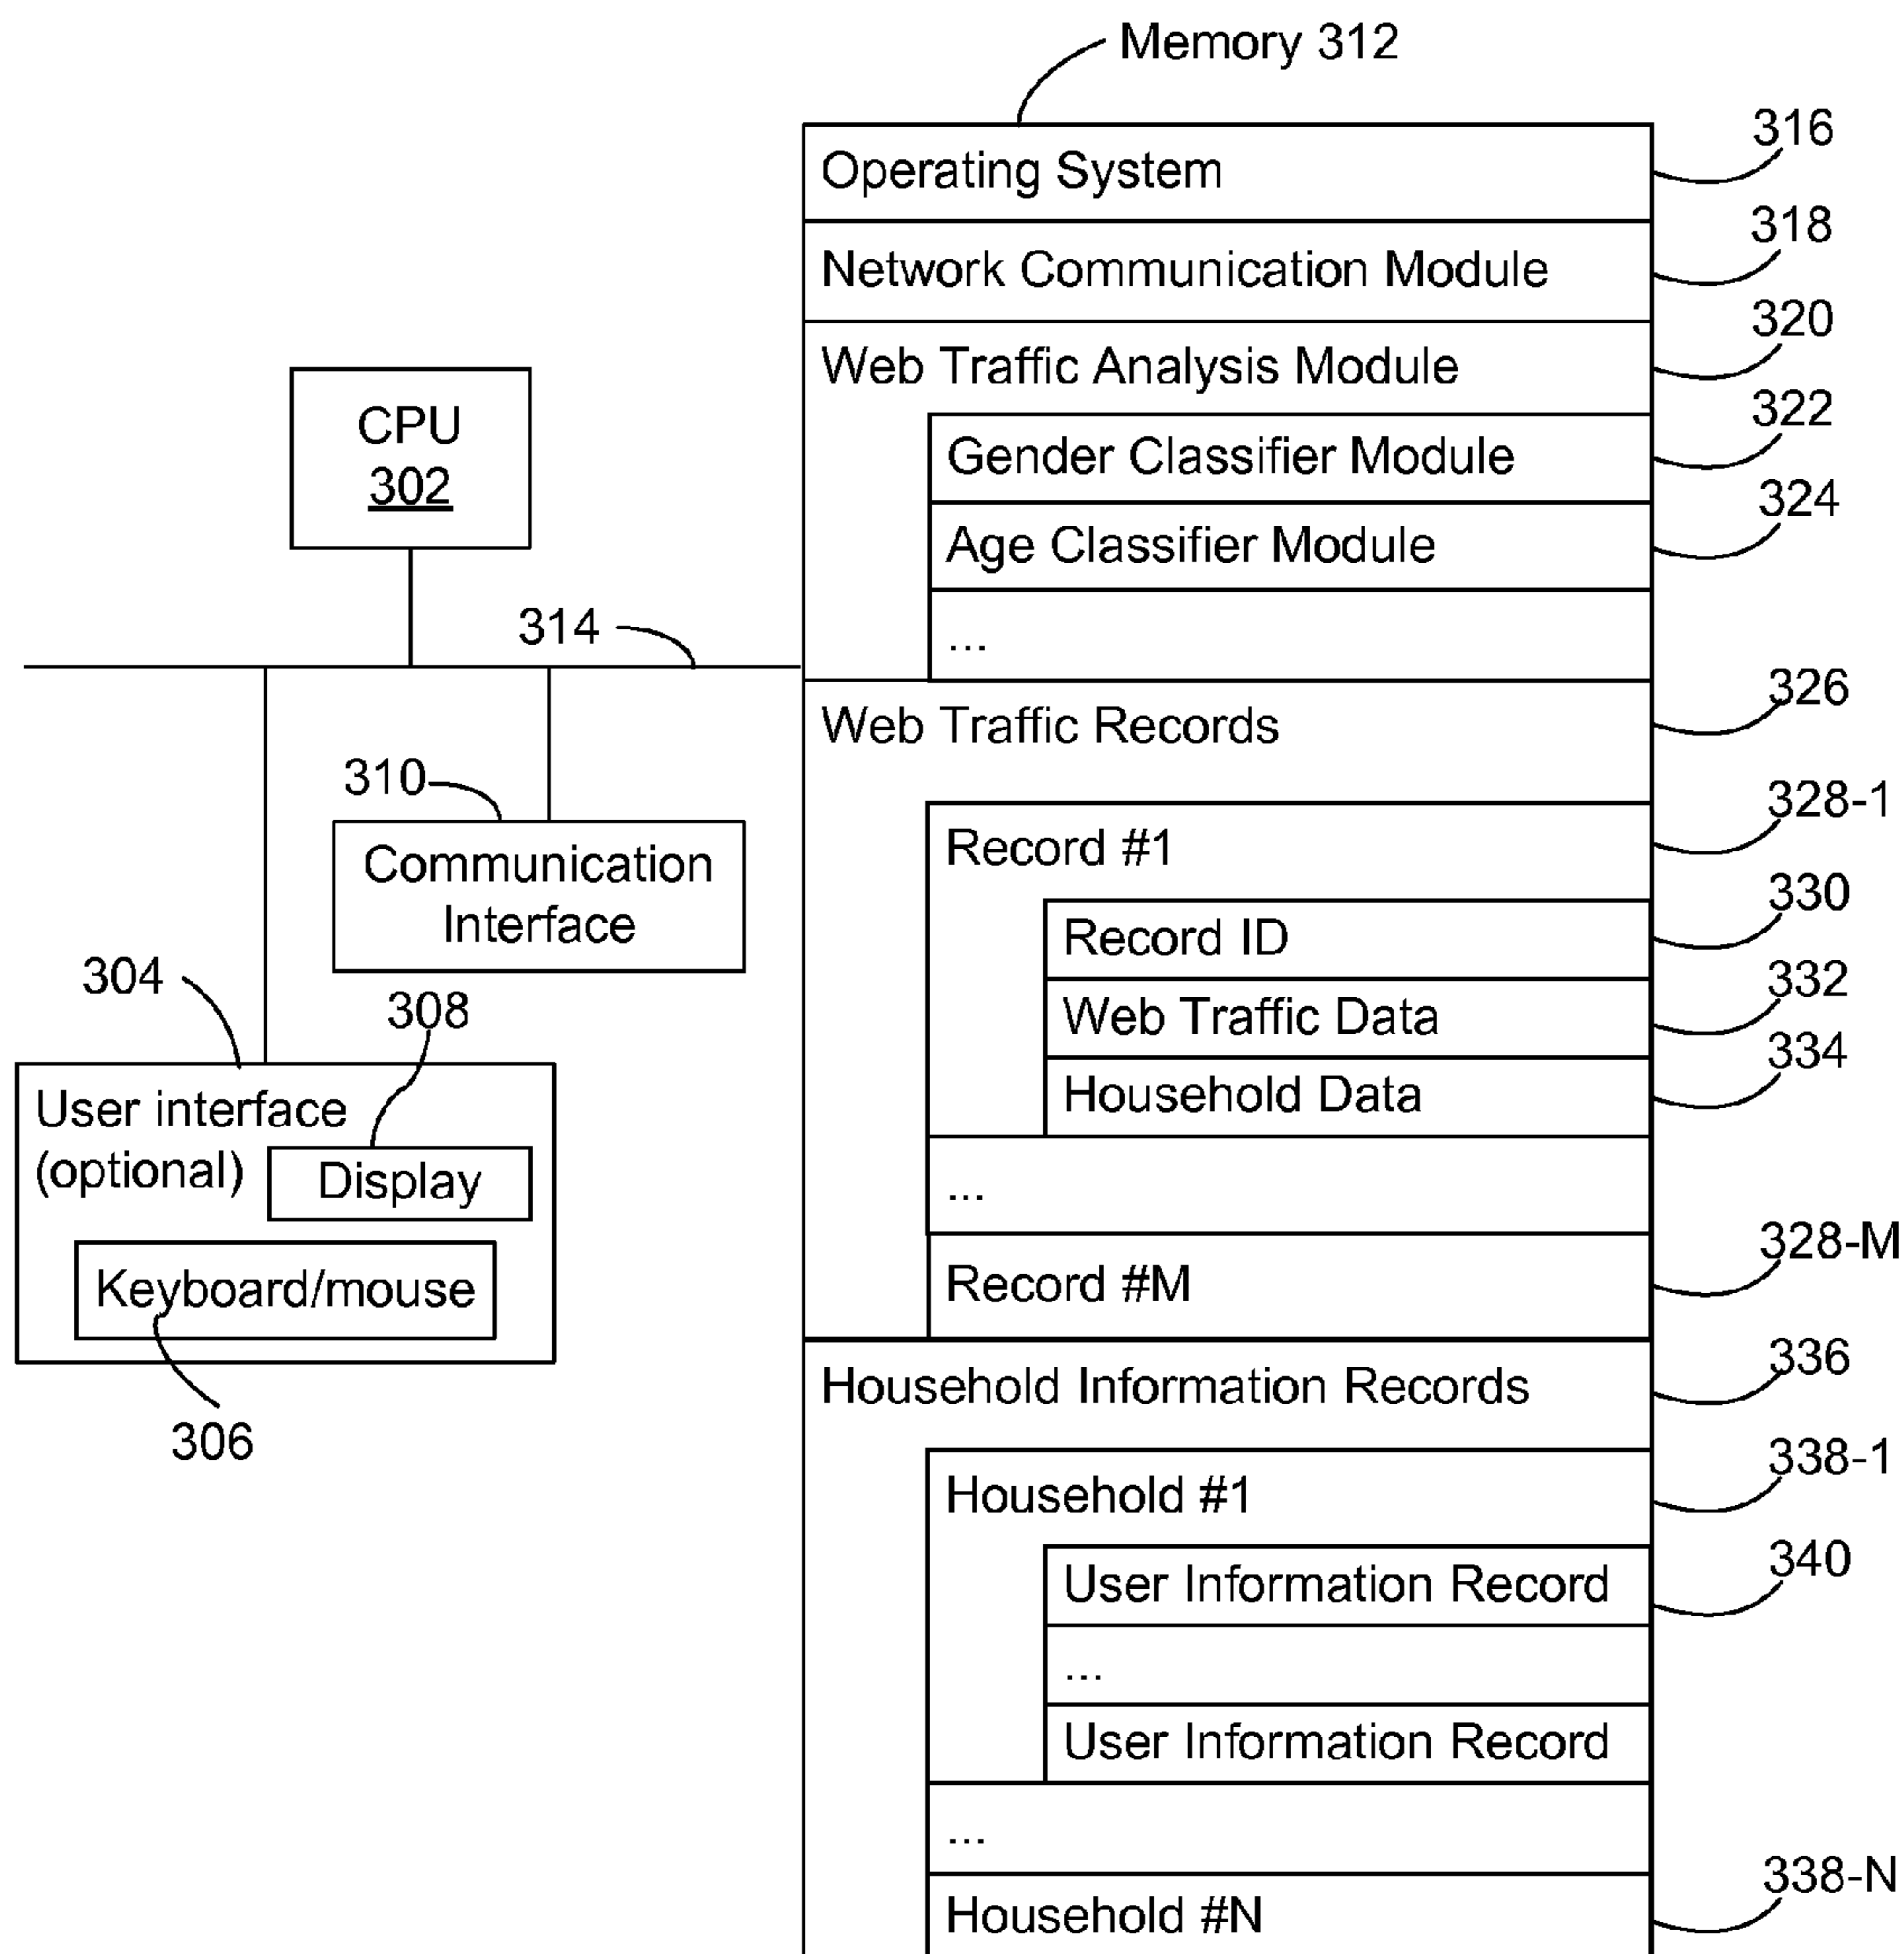 Memory 312
Operating System
316
Network Communication Module
318
Web Traffic Analysis Module
320
Gender Classifier Module
322
Age Classifier Module
324
...
CPU
302
314
Web Traffic Records
326
310
Communication
Interface
Record #1
328-1
Record ID
330
Web Traffic Data
332
Household Data
334
...
Record #M
328-M
304
308
User interface
(optional)
Display
Keyboard/mouse
306
Household Information Records
336
Household #1
338-1
User Information Record
340
...
User Information Record
...
Household #N
338-N